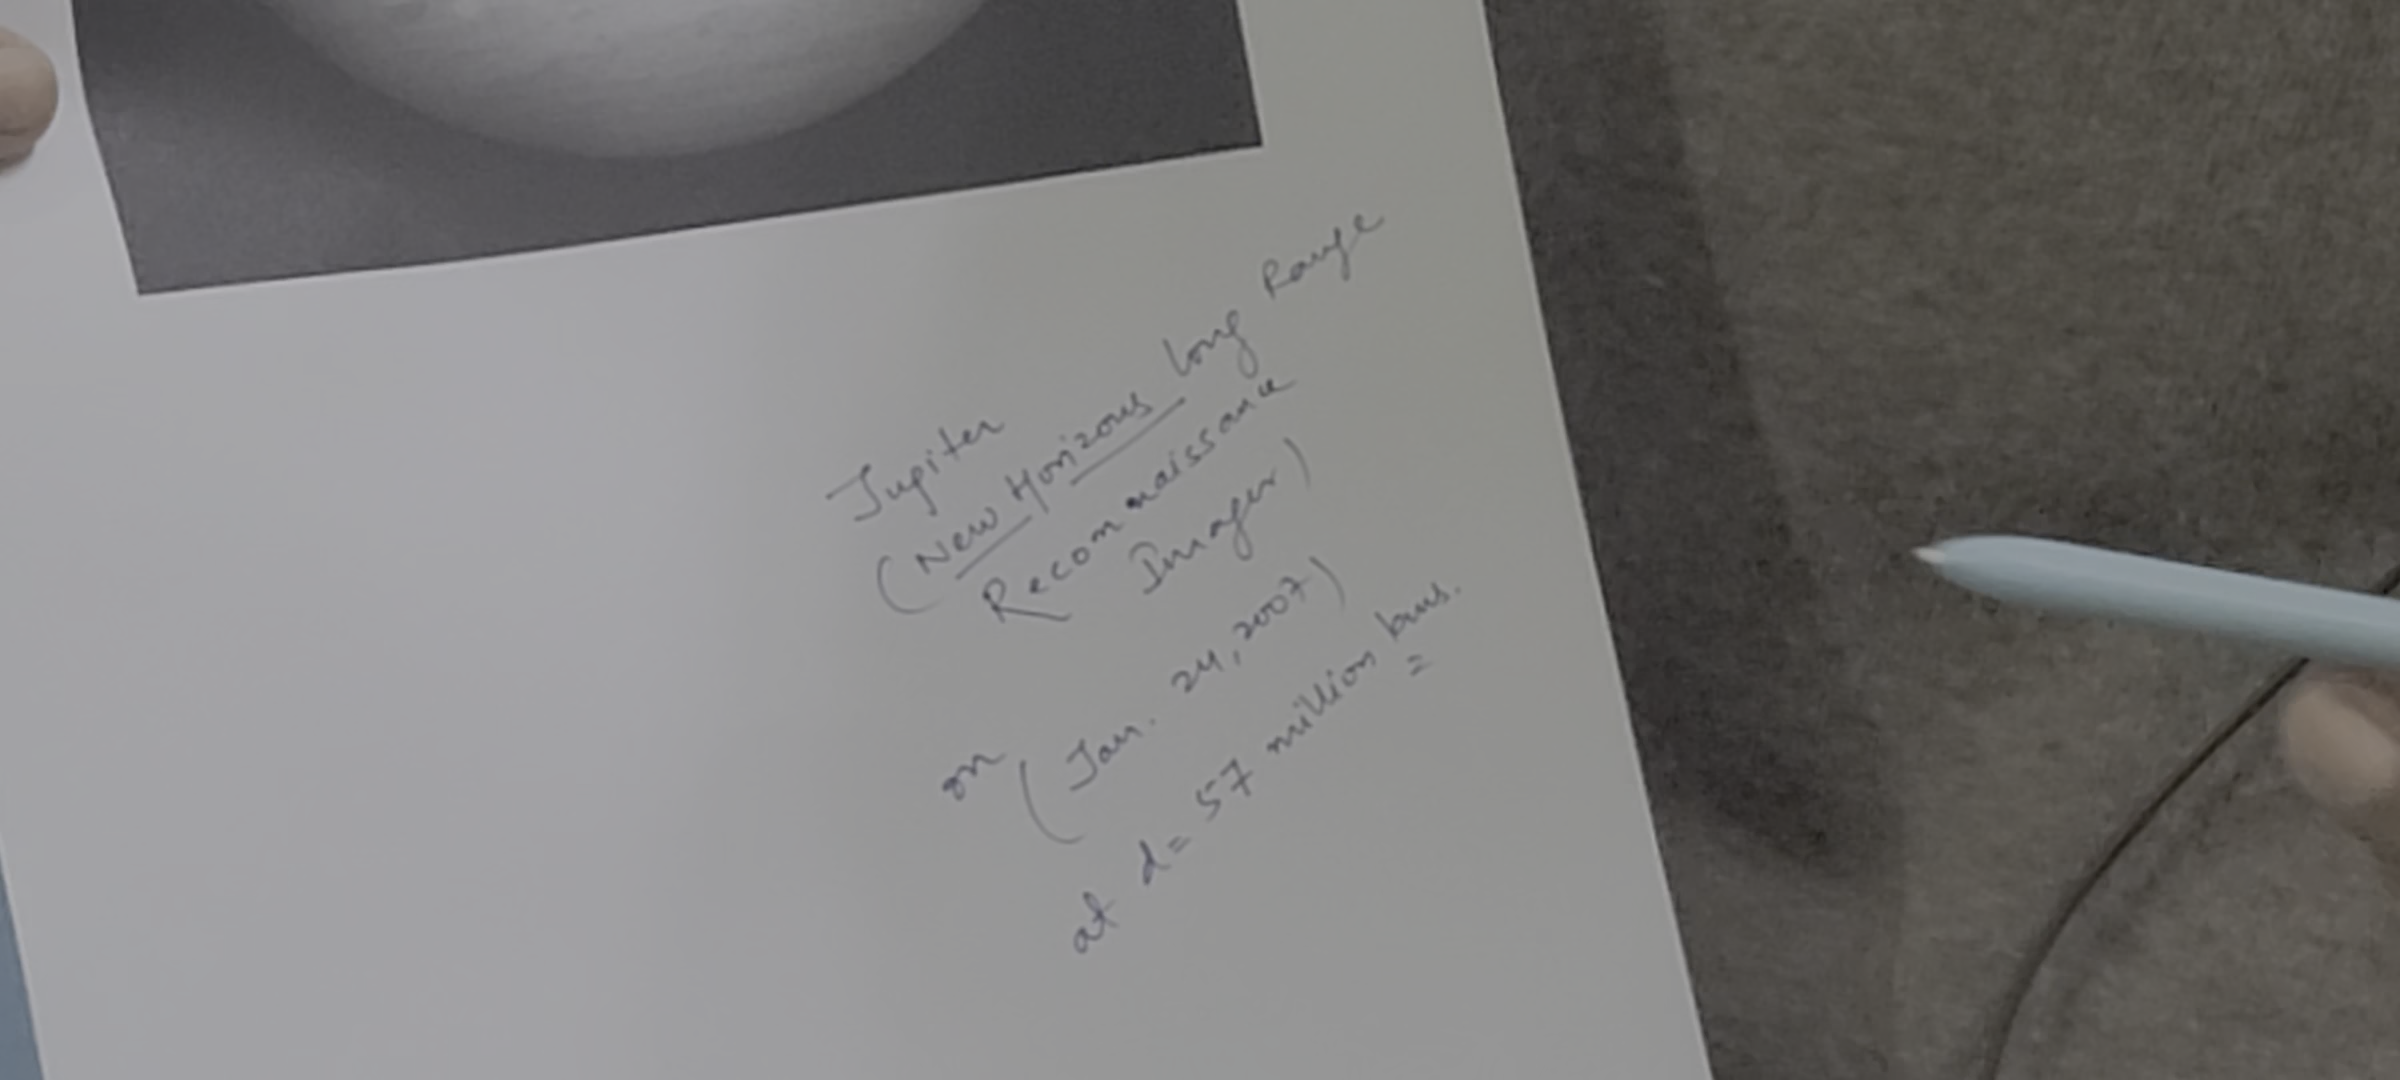 Jupiter
(New Horizons Long Range
Reconnaissance
Imager)
on (Jan. 24, 2007)
at d= 57 million kms.